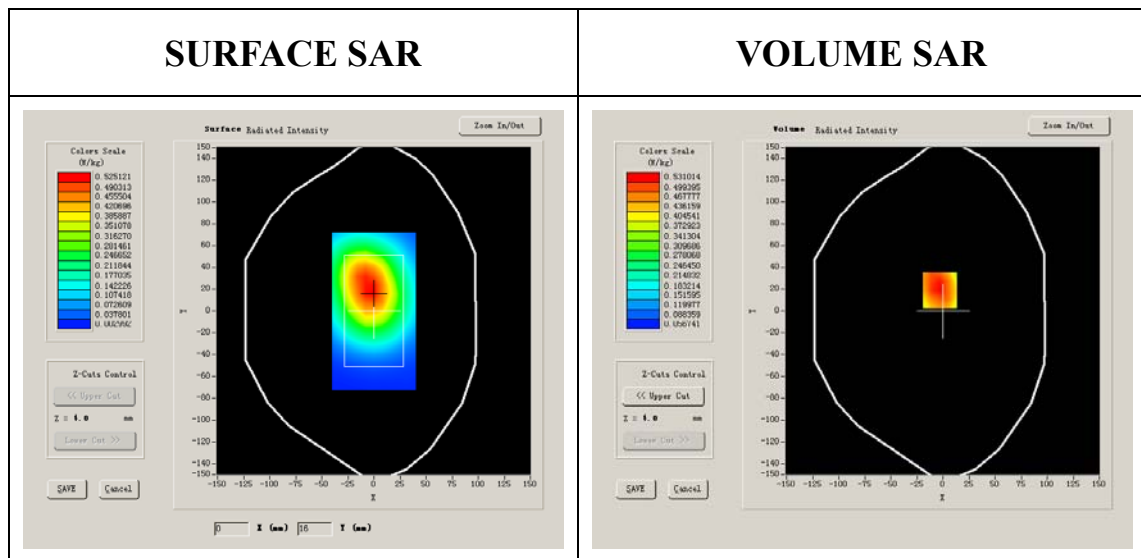 SURFACE SAR
VOLUME SAR
Surface Radiated Intensity
Zoom In/Out
Colors Scale
(W/kg)
0.525121
0.490313
0.455504
0.420696
0.385887
0.351078
0.316270
0.281461
0.246652
0.211844
0.177035
0.142226
0.107418
0.072609
0.037801
0.002992
150
140
120
100
80
60
40
20
0
-20
-40
-60
-80
-100
-120
-140
-150
Y
-150 -125 -100 -75 -50 -25 0 25 50 75 100 125 150
X
Z-Cuts Control
<< Upper Cut
Z = 4.0 mm
Lower Cut >>
SAVE Cancel
0 X (mm) 16 Y (mm)
Volume Radiated Intensity
Zoom In/Out
Colors Scale
(W/kg)
0.531014
0.499395
0.467777
0.436159
0.404541
0.372923
0.341304
0.309686
0.278068
0.246450
0.214832
0.183214
0.151595
0.119977
0.088359
0.056741
150
140
120
100
80
60
40
20
0
-20
-40
-60
-80
-100
-120
-140
-150
Y
-150 -125 -100 -75 -50 -25 0 25 50 75 100 125 150
X
Z-Cuts Control
<< Upper Cut
Z = 4.0 mm
Lower Cut >>
SAVE Cancel